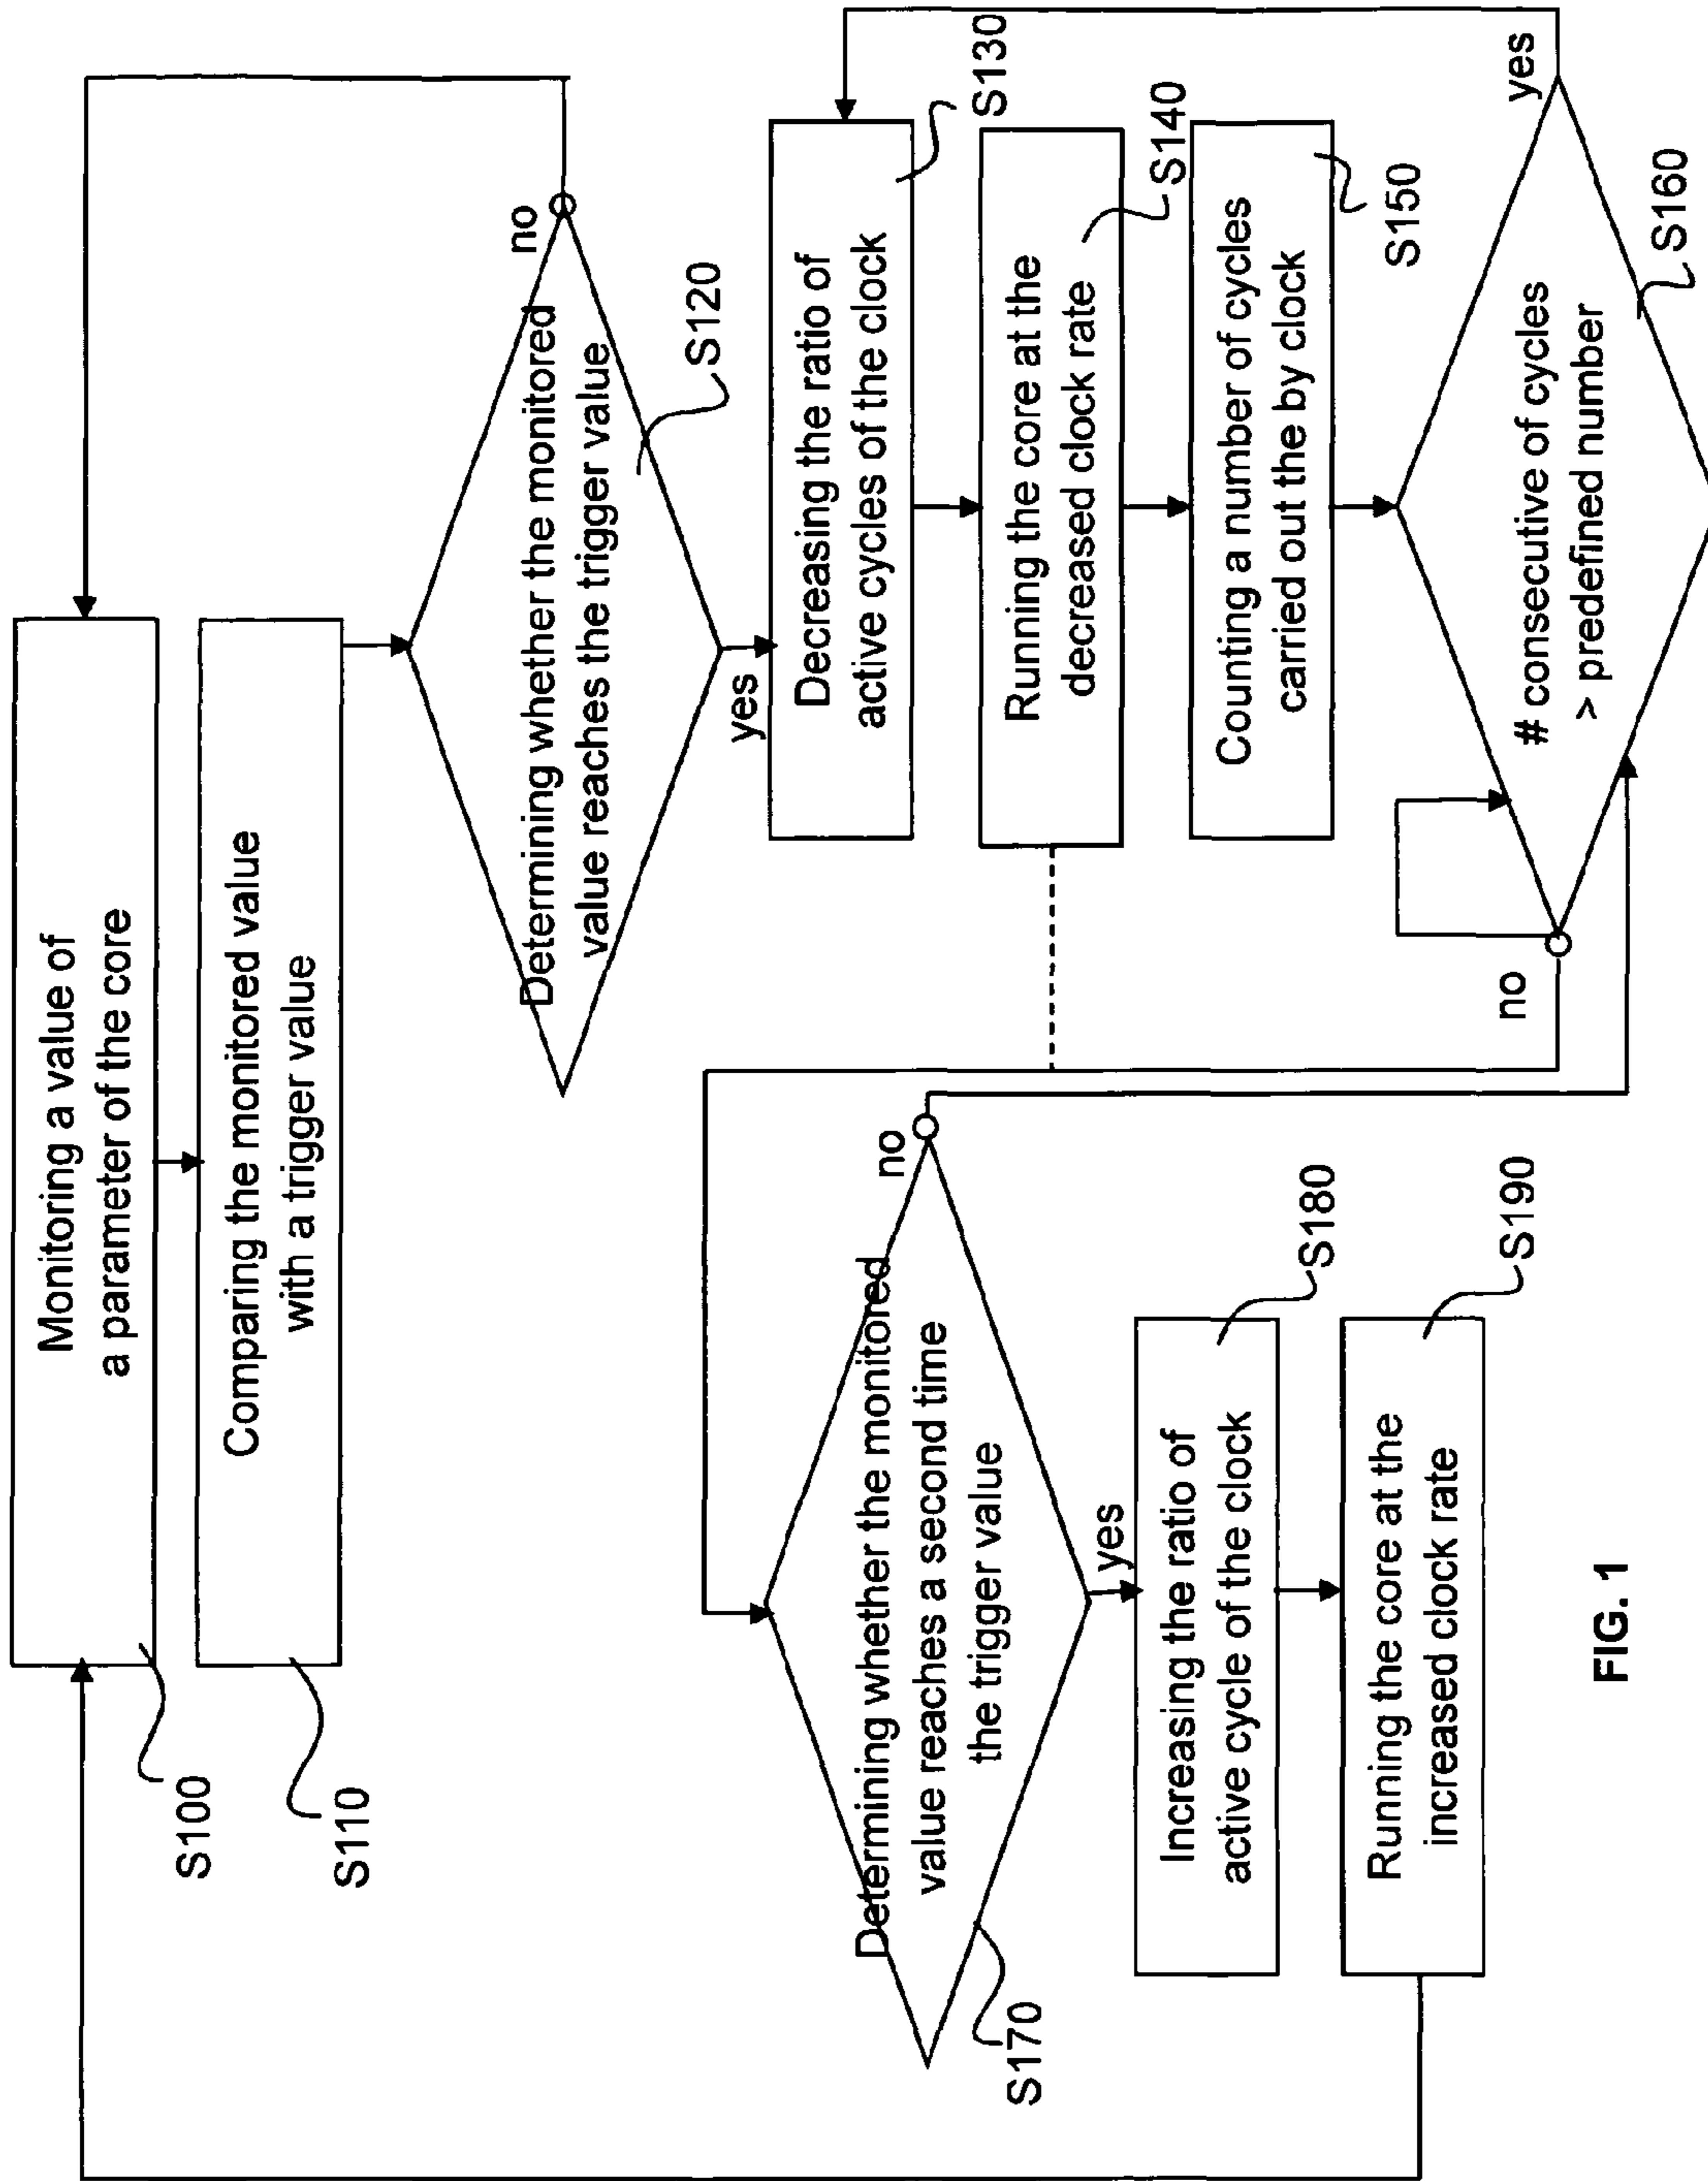 Monitoring a value of
a parameter of the core
S100
Comparing the monitored value
with a trigger value
S110
Determining whether the monitored
value reaches the trigger value
no
yes
S120
Decreasing the ratio of
active cycles of the clock
S130
Running the core at the
decreased clock rate
S140
Counting a number of cycles
carried out the by clock
S150
# consecutive of cycles
> predefined number
yes
no
S160
Determining whether the monitored
value reaches a second time
the trigger value
no
yes
S170
Increasing the ratio of
active cycle of the clock
S180
Running the core at the
increased clock rate
S190
FIG. 1